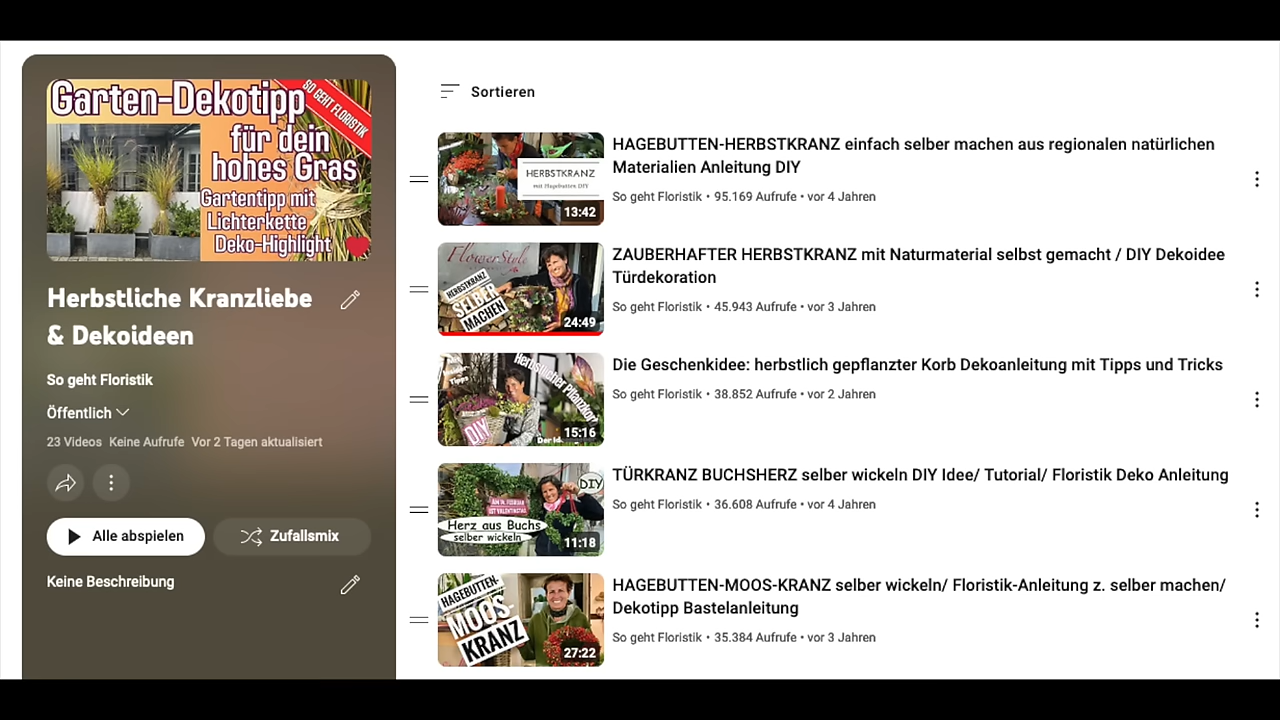 Garten-Dekotipp
SO GEHT FLORISTIK
für dein
hohes Gras
Gartentipp mit
Lichterkette
Deko-Highlight
Herbstliche Kranzliebe
& Dekoideen
So geht Floristik
Öffentlich
23 Videos Keine Aufrufe Vor 2 Tagen aktualisiert
Alle abspielen
Zufallsmix
Keine Beschreibung
Sortieren
HERBSTKRANZ
mit Hagebutten DIY
13:42
HAGEBUTTEN-HERBSTKRANZ einfach selber machen aus regionalen natürlichen
Materialien Anleitung DIY
So geht Floristik • 95.169 Aufrufe • vor 4 Jahren
FlowerStyle
HERBSTKRANZ
SELBER
MACHEN
24:49
ZAUBERHAFTER HERBSTKRANZ mit Naturmaterial selbst gemacht / DIY Dekoidee
Türdekoration
So geht Floristik • 45.943 Aufrufe • vor 3 Jahren
Herbstlicher Pflanzkorb
Tipps
DIY
15:16
Die Geschenkidee: herbstlich gepflanzter Korb Dekoanleitung mit Tipps und Tricks
So geht Floristik • 38.852 Aufrufe • vor 2 Jahren
DIY
AM 14. FEBRUAR
IST VALENTINSTAG
Herz aus Buchs
selber wickeln
11:18
TÜRKRANZ BUCHSHERZ selber wickeln DIY Idee/ Tutorial/ Floristik Deko Anleitung
So geht Floristik • 36.608 Aufrufe • vor 4 Jahren
HAGEBUTTEN-
MOOS-
KRANZ
27:22
HAGEBUTTEN-MOOS-KRANZ selber wickeln/ Floristik-Anleitung z. selber machen/
Dekotipp Bastelanleitung
So geht Floristik • 35.384 Aufrufe • vor 3 Jahren